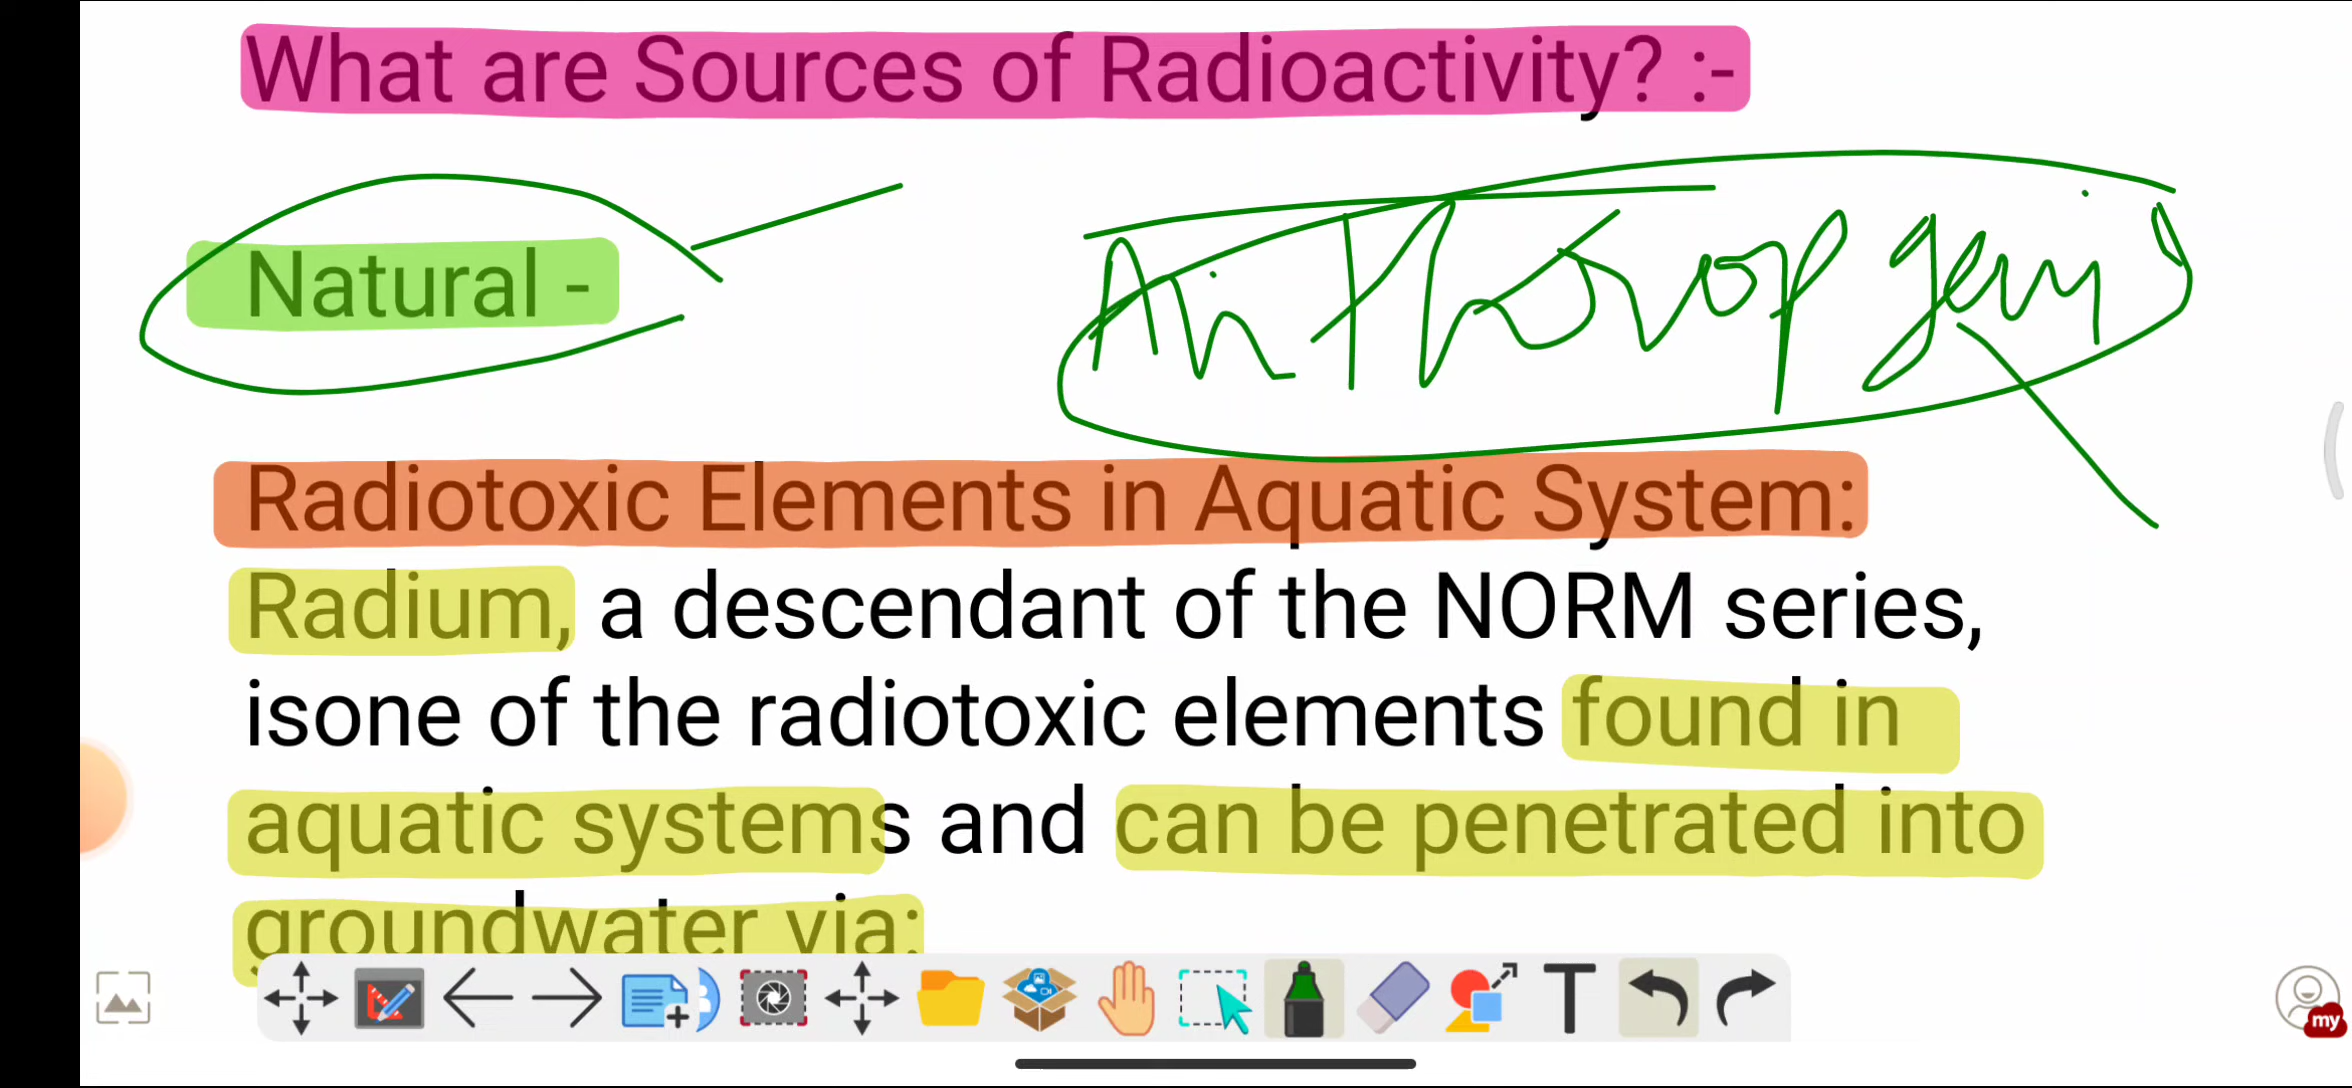 What are Sources of Radioactivity? :-
Natural -
Radiotoxic Elements in Aquatic System:
Radium, a descendant of the NORM series,
isone of the radiotoxic elements found in
aquatic systems and can be penetrated into
groundwater via:
T
my